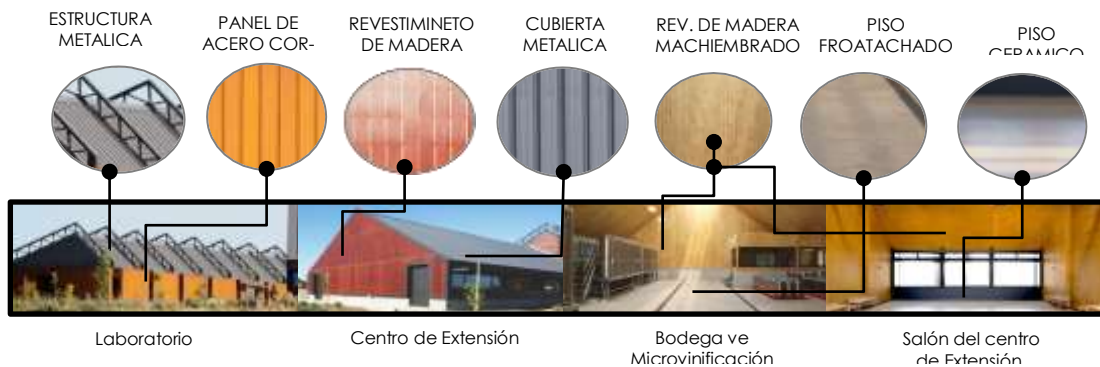 ESTRUCTURA
METALICA
PANEL DE
ACERO COR-
REVESTIMINETO
DE MADERA
CUBIERTA
METALICA
REV. DE MADERA
MACHIEMBRADO
PISO
FROATACHADO
PISO
CERAMICO
Laboratorio
Centro de Extensión
Bodega ve
Microvinificación
Salón del centro
de Extensión